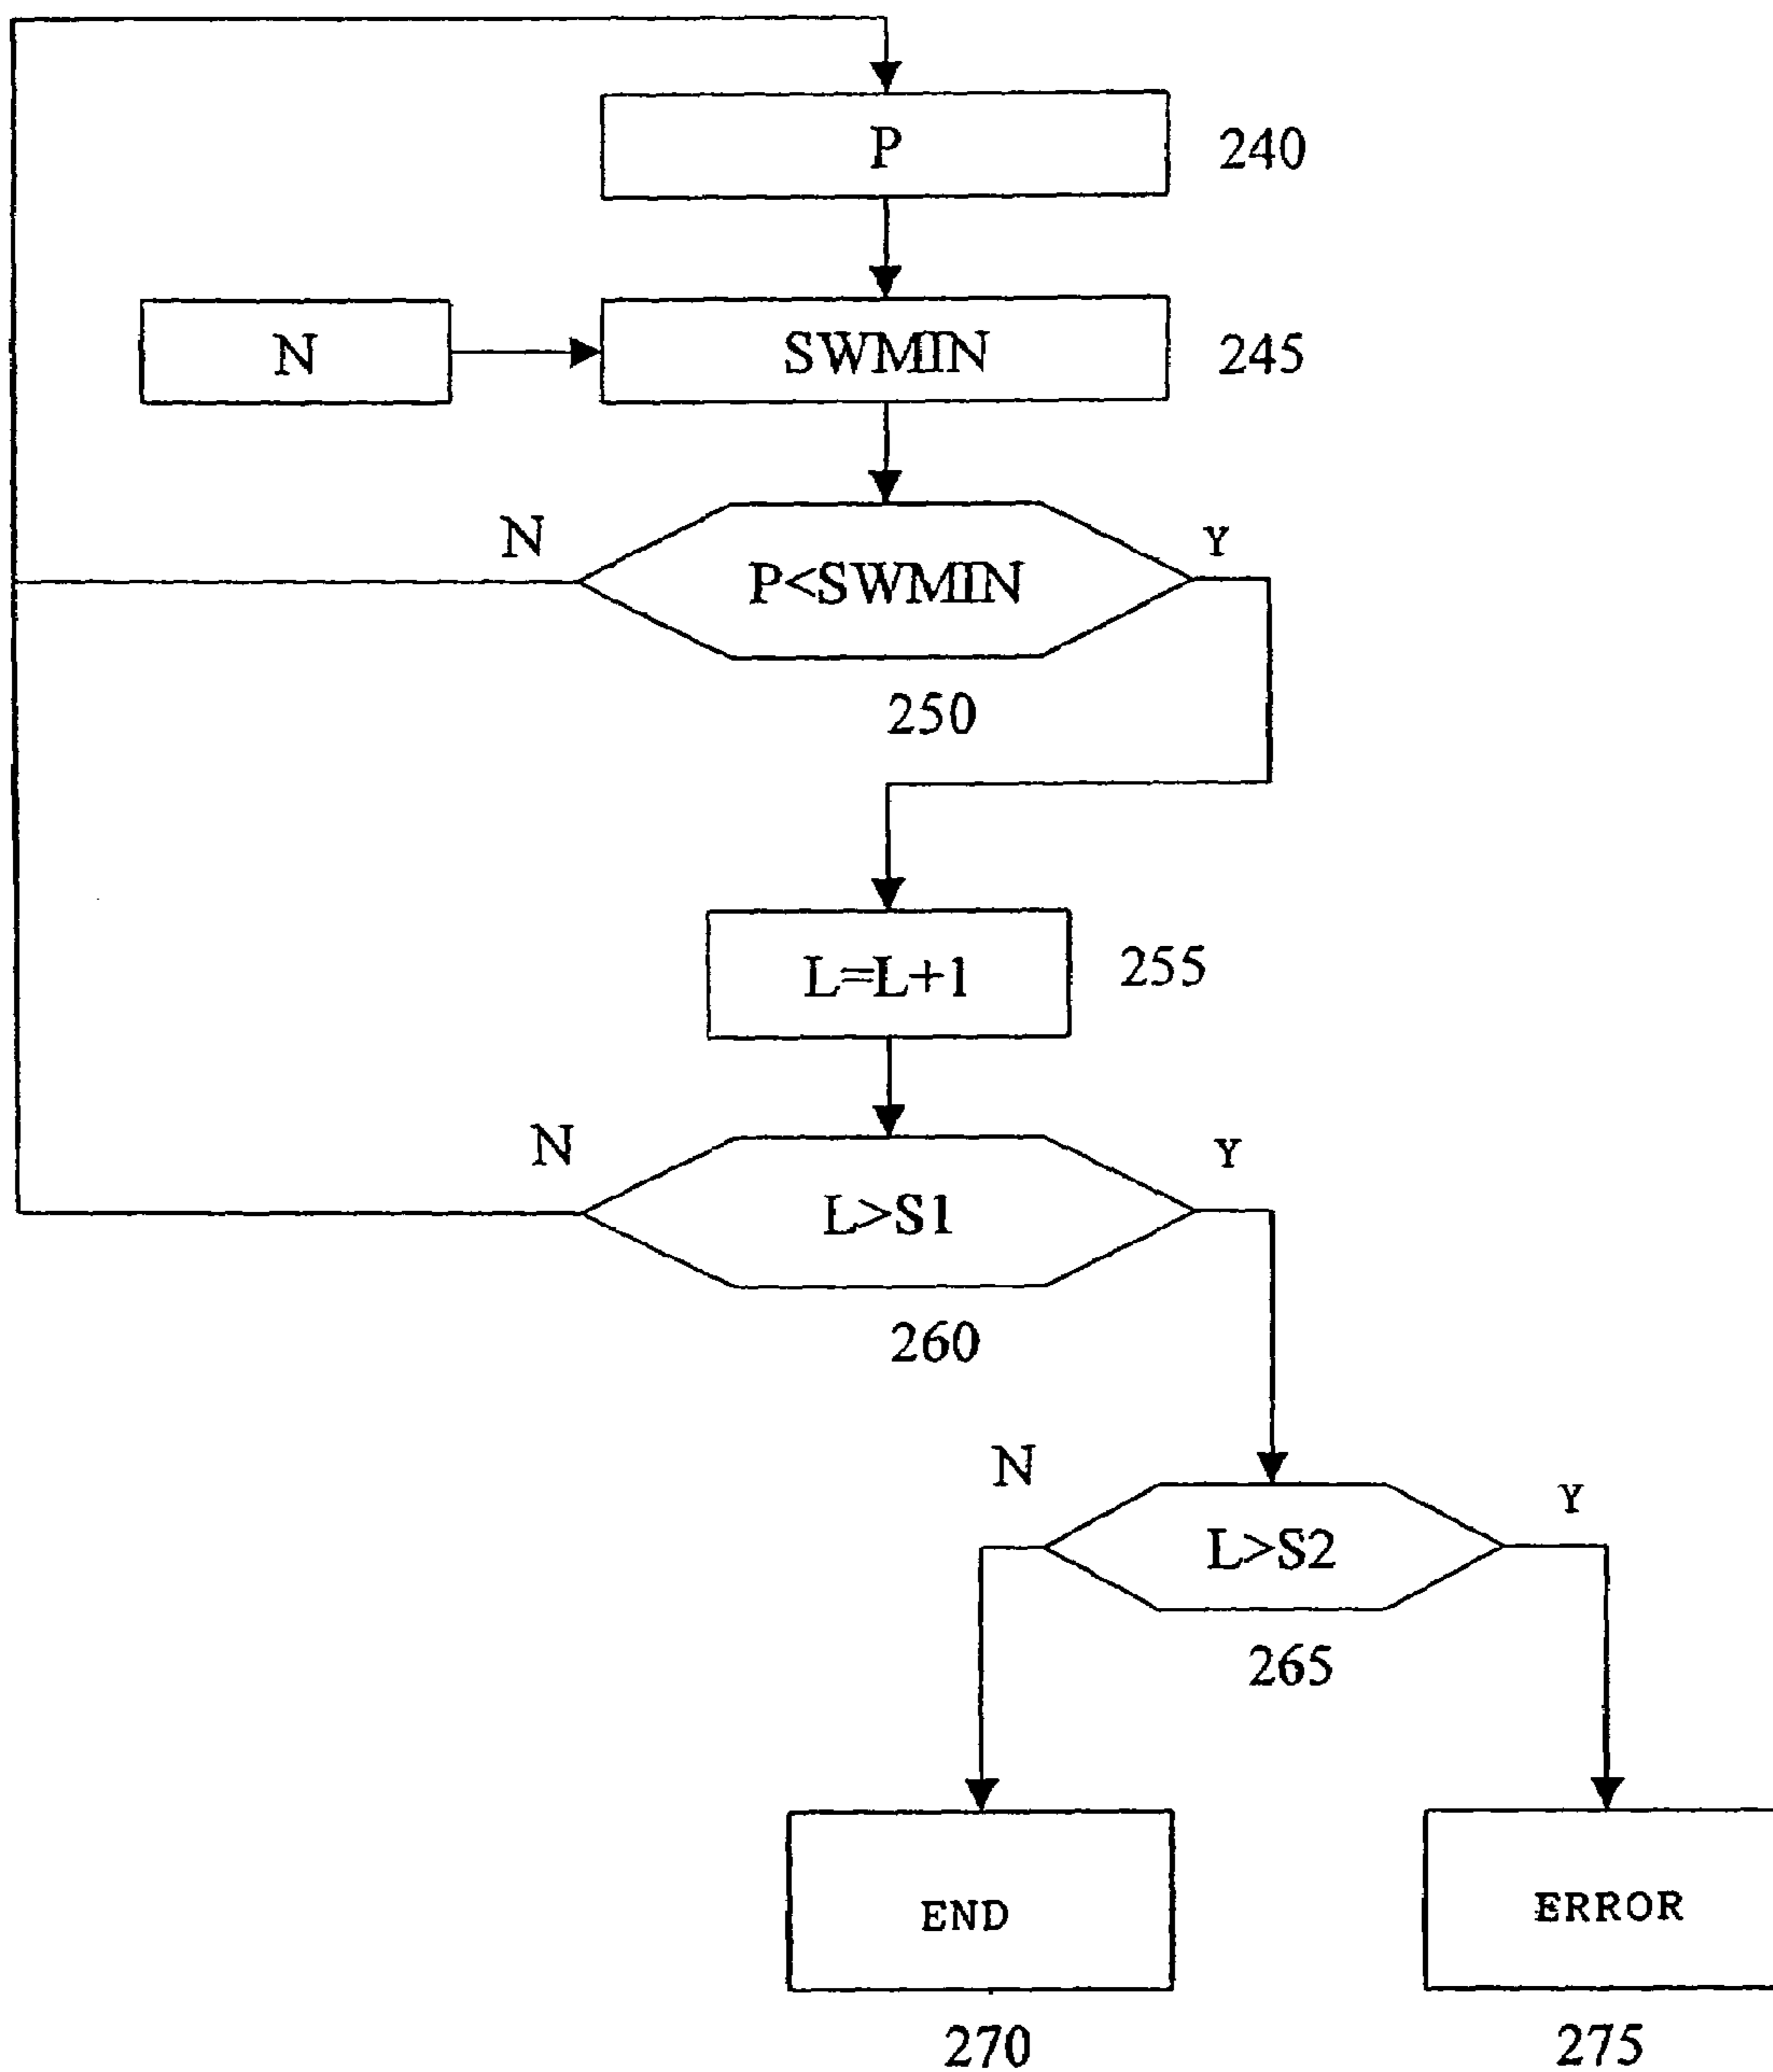 P
240
N
SWMIN
245
N
Y
P<SWMIN
250
L=L+1
255
N
Y
L>S1
260
N
Y
L>S2
265
END
ERROR
270
275